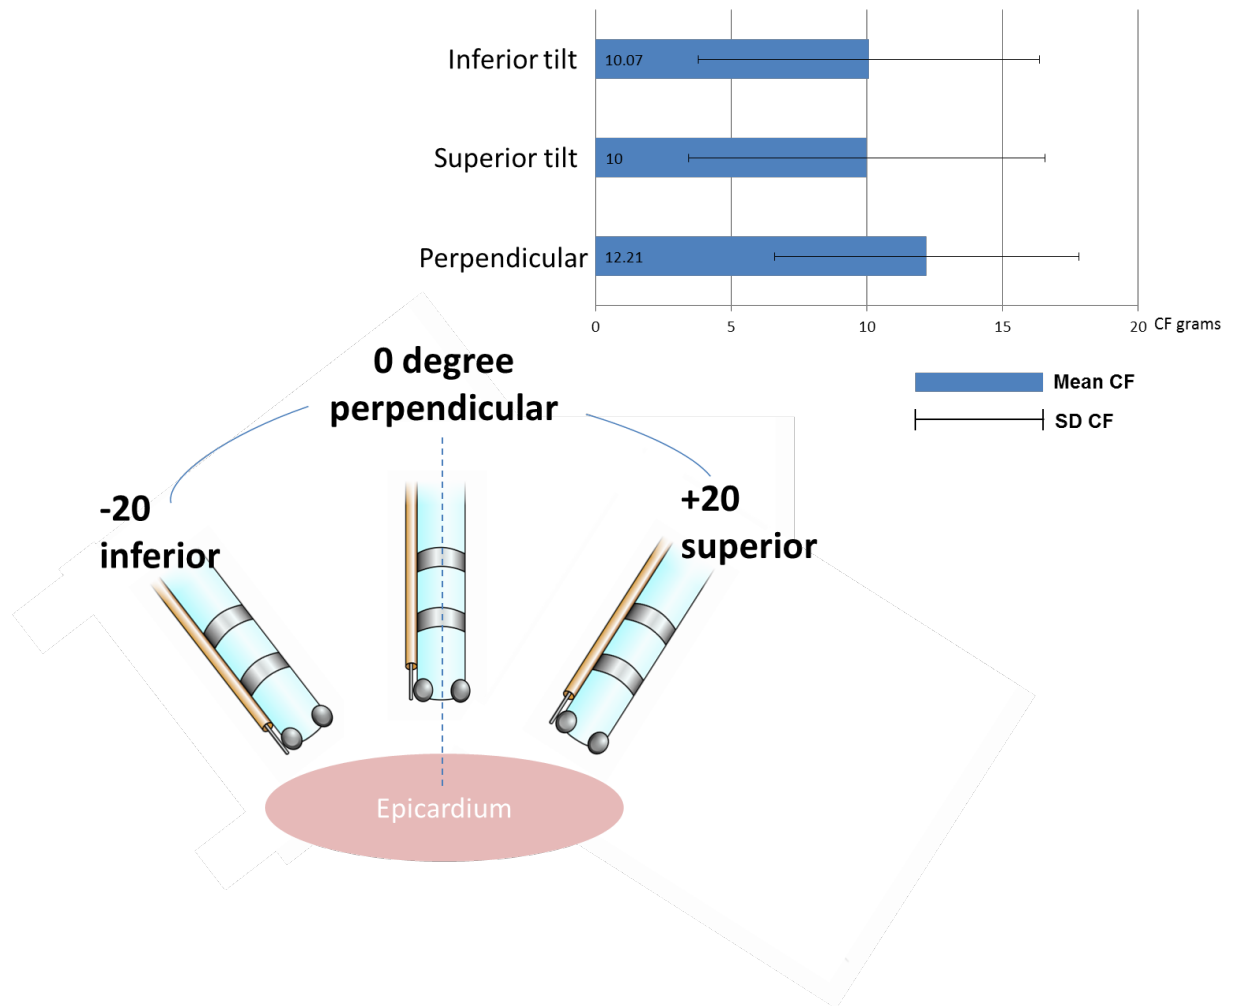 Inferior tilt
10.07
Superior tilt
10
Perpendicular
12.21
0
5
10
15
20
CF grams
Mean CF
SD CF
0 degree
perpendicular
-20
inferior
+20
superior
Epicardium